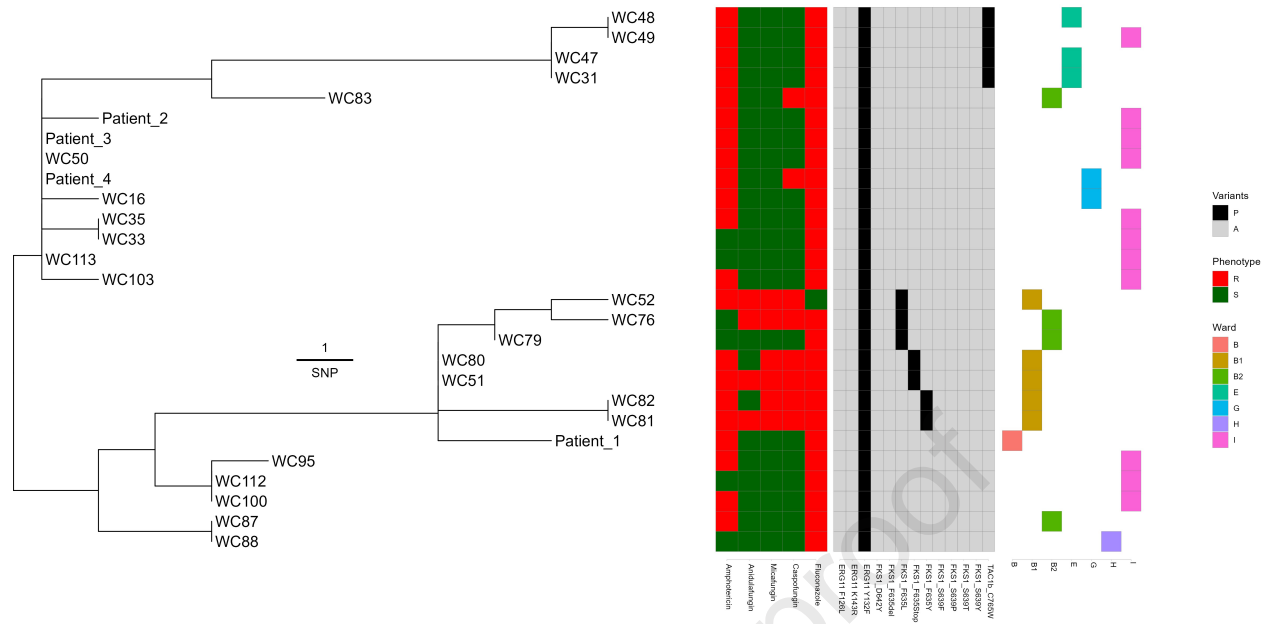 WC48
WC49
WC47
WC31
WC83
Patient_2
Patient_3
WC50
Patient_4
WC16
WC35
WC33
WC113
WC103
WC52
WC76
WC79
WC80
WC51
WC82
WC81
Patient_1
WC95
WC112
WC100
WC87
WC88
1
SNP
Amphotericin
Anidulafungin
Micafungin
Caspofungin
Fluconazole
ERG11 F126L
ERG11 K143R
ERG11 Y132F
FKS1_D642Y
FKS1_F635del
FKS1_F635L
FKS1_F635Stop
FKS1_F635Y
FKS1_S639F
FKS1_S639P
FKS1_S639T
FKS1_S639Y
TAC1b_C765W
B
B1
B2
E
G
H
I
Variants
P
A
Phenotype
R
S
Ward
B
B1
B2
E
G
H
I
proof